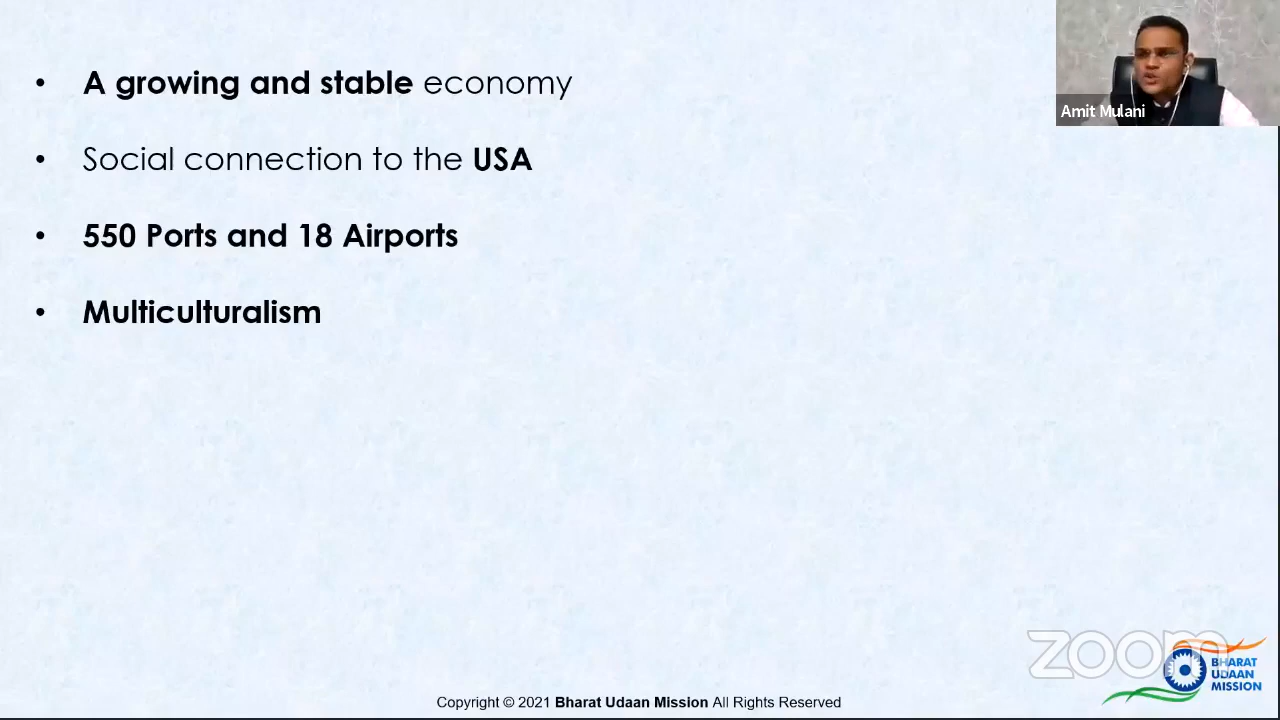 • A growing and stable economy
• Social connection to the USA
• 550 Ports and 18 Airports
• Multiculturalism
Amit Mulani
zoom
BHARAT
UDAAN
MISSION
Copyright © 2021 Bharat Udaan Mission All Rights Reserved